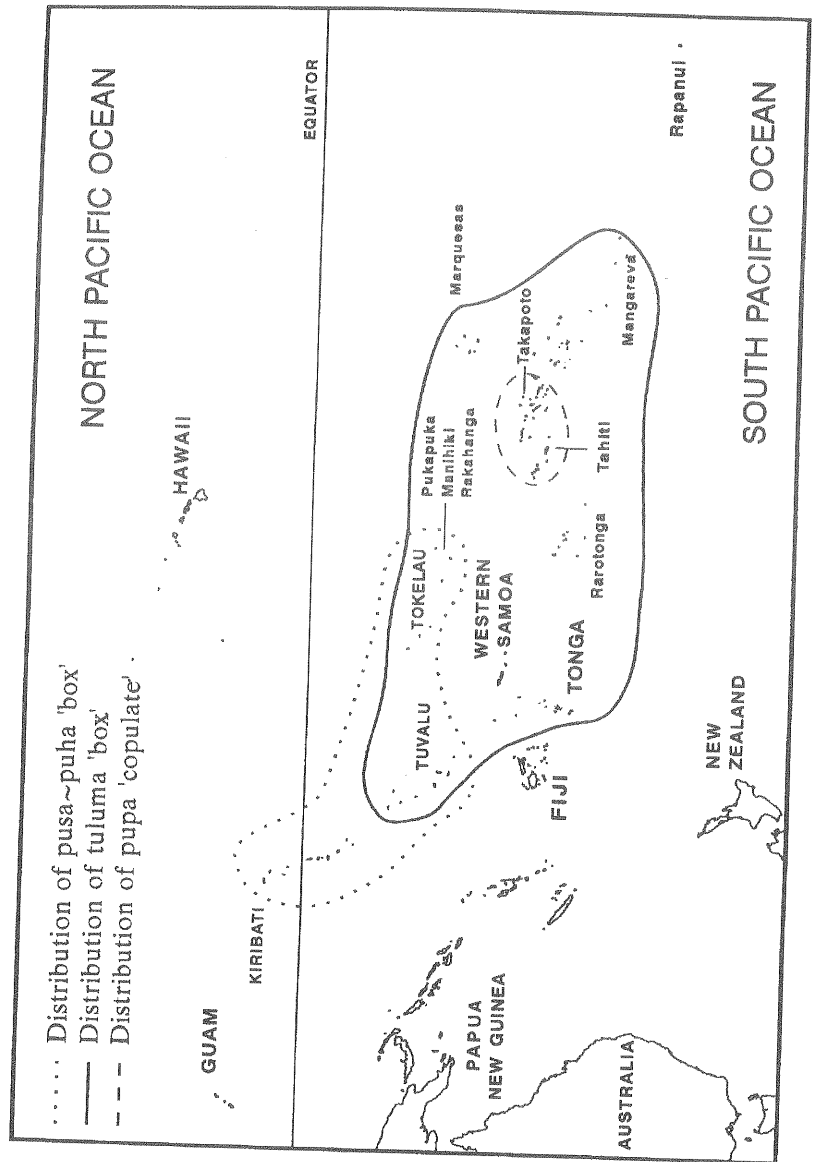 ..... Distribution of pusa~puha 'box'
—— Distribution of tuluma 'box'
– – – Distribution of pupa 'copulate'
NORTH PACIFIC OCEAN
GUAM
HAWAII
KIRIBATI
EQUATOR
TUVALU
TOKELAU
Pukapuka
Manihiki
Rakahanga
Marquesas
PAPUA
NEW GUINEA
WESTERN
SAMOA
Takapoto
FIJI
TONGA
Rarotonga
Tahiti
Mangareva
Rapanui
AUSTRALIA
NEW
ZEALAND
SOUTH PACIFIC OCEAN